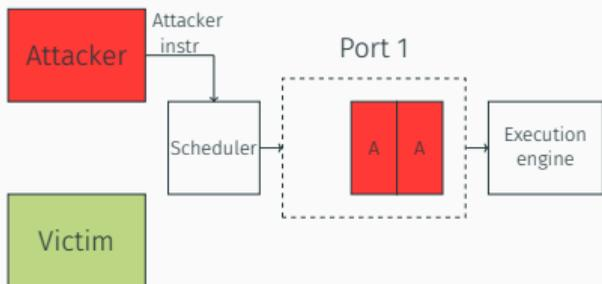 Attacker
Attacker
instr
Port 1
Scheduler
A A
Execution
engine
Victim